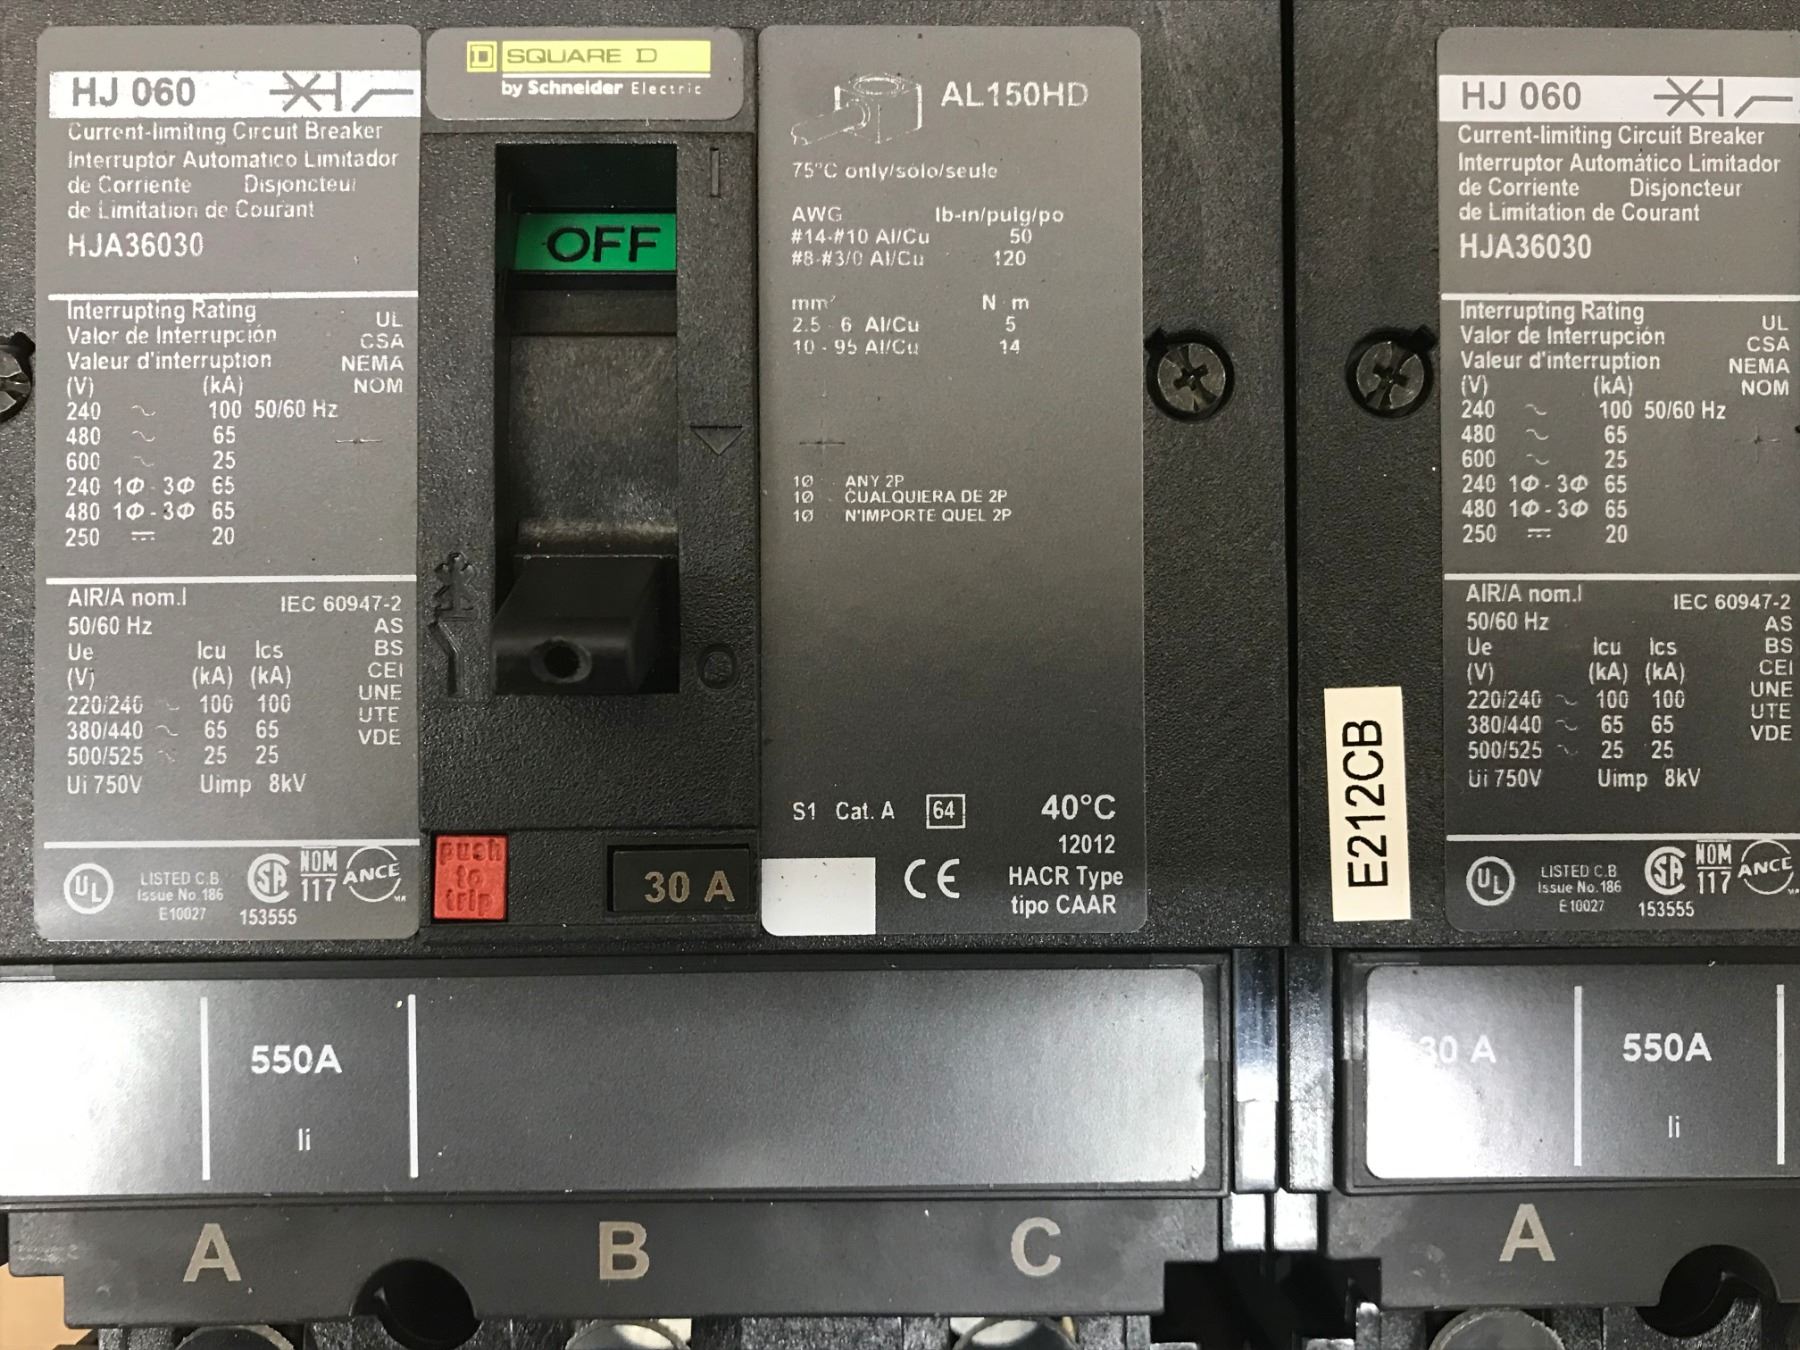 HJ 060
Current-limiting Circuit Breaker
Interruptor Automático Limitador
de Corriente Disjoncteur
de Limitation de Courant
HJA36030
Interrupting Rating
Valor de Interrupción
Valeur d'interruption
UL
CSA
NEMA
NOM
(V) (kA)
240 ~ 100 50/60 Hz
480 ~ 65
600 ~ 25
240 1Φ - 3Φ 65
480 1Φ - 3Φ 65
250 ⎓ 20
AIR/A nom.I
50/60 Hz
IEC 60947-2
AS
BS
CEI
UNE
UTE
VDE
Ue Icu Ics
(V) (kA) (kA)
220/240 ~ 100 100
380/440 ~ 65 65
500/525 ~ 25 25
Ui 750V Uimp 8kV
UL
LISTED C.B.
Issue No.186
E10027
SA
153555
NOM
117
ANCE
D SQUARE D
by Schneider Electric
I
OFF
O
push
to
trip
30 A
AL150HD
75°C only/sólo/seule
AWG lb-in/pulg/po
#14-#10 Al/Cu 50
#8-#3/0 Al/Cu 120
mm² N·m
2.5 - 6 Al/Cu 5
10 - 95 Al/Cu 14
1Ø - ANY 2P
1Ø - CUALQUIERA DE 2P
1Ø - N'IMPORTE QUEL 2P
S1 Cat. A 64 40°C
12012
CE
HACR Type
tipo CAAR
550A
Ii
A B C
E212CB
HJ 060
Current-limiting Circuit Breaker
Interruptor Automático Limitador
de Corriente Disjoncteur
de Limitation de Courant
HJA36030
Interrupting Rating
Valor de Interrupción
Valeur d'interruption
UL
CSA
NEMA
NOM
(V) (kA)
240 ~ 100 50/60 Hz
480 ~ 65
600 ~ 25
240 1Φ - 3Φ 65
480 1Φ - 3Φ 65
250 ⎓ 20
AIR/A nom.I
50/60 Hz
IEC 60947-2
AS
BS
CEI
UNE
UTE
VDE
Ue Icu Ics
(V) (kA) (kA)
220/240 ~ 100 100
380/440 ~ 65 65
500/525 ~ 25 25
Ui 750V Uimp 8kV
UL
LISTED C.B
Issue No.186
E10027
SA
153555
NOM
117
ANCE
30 A
550A
Ii
A